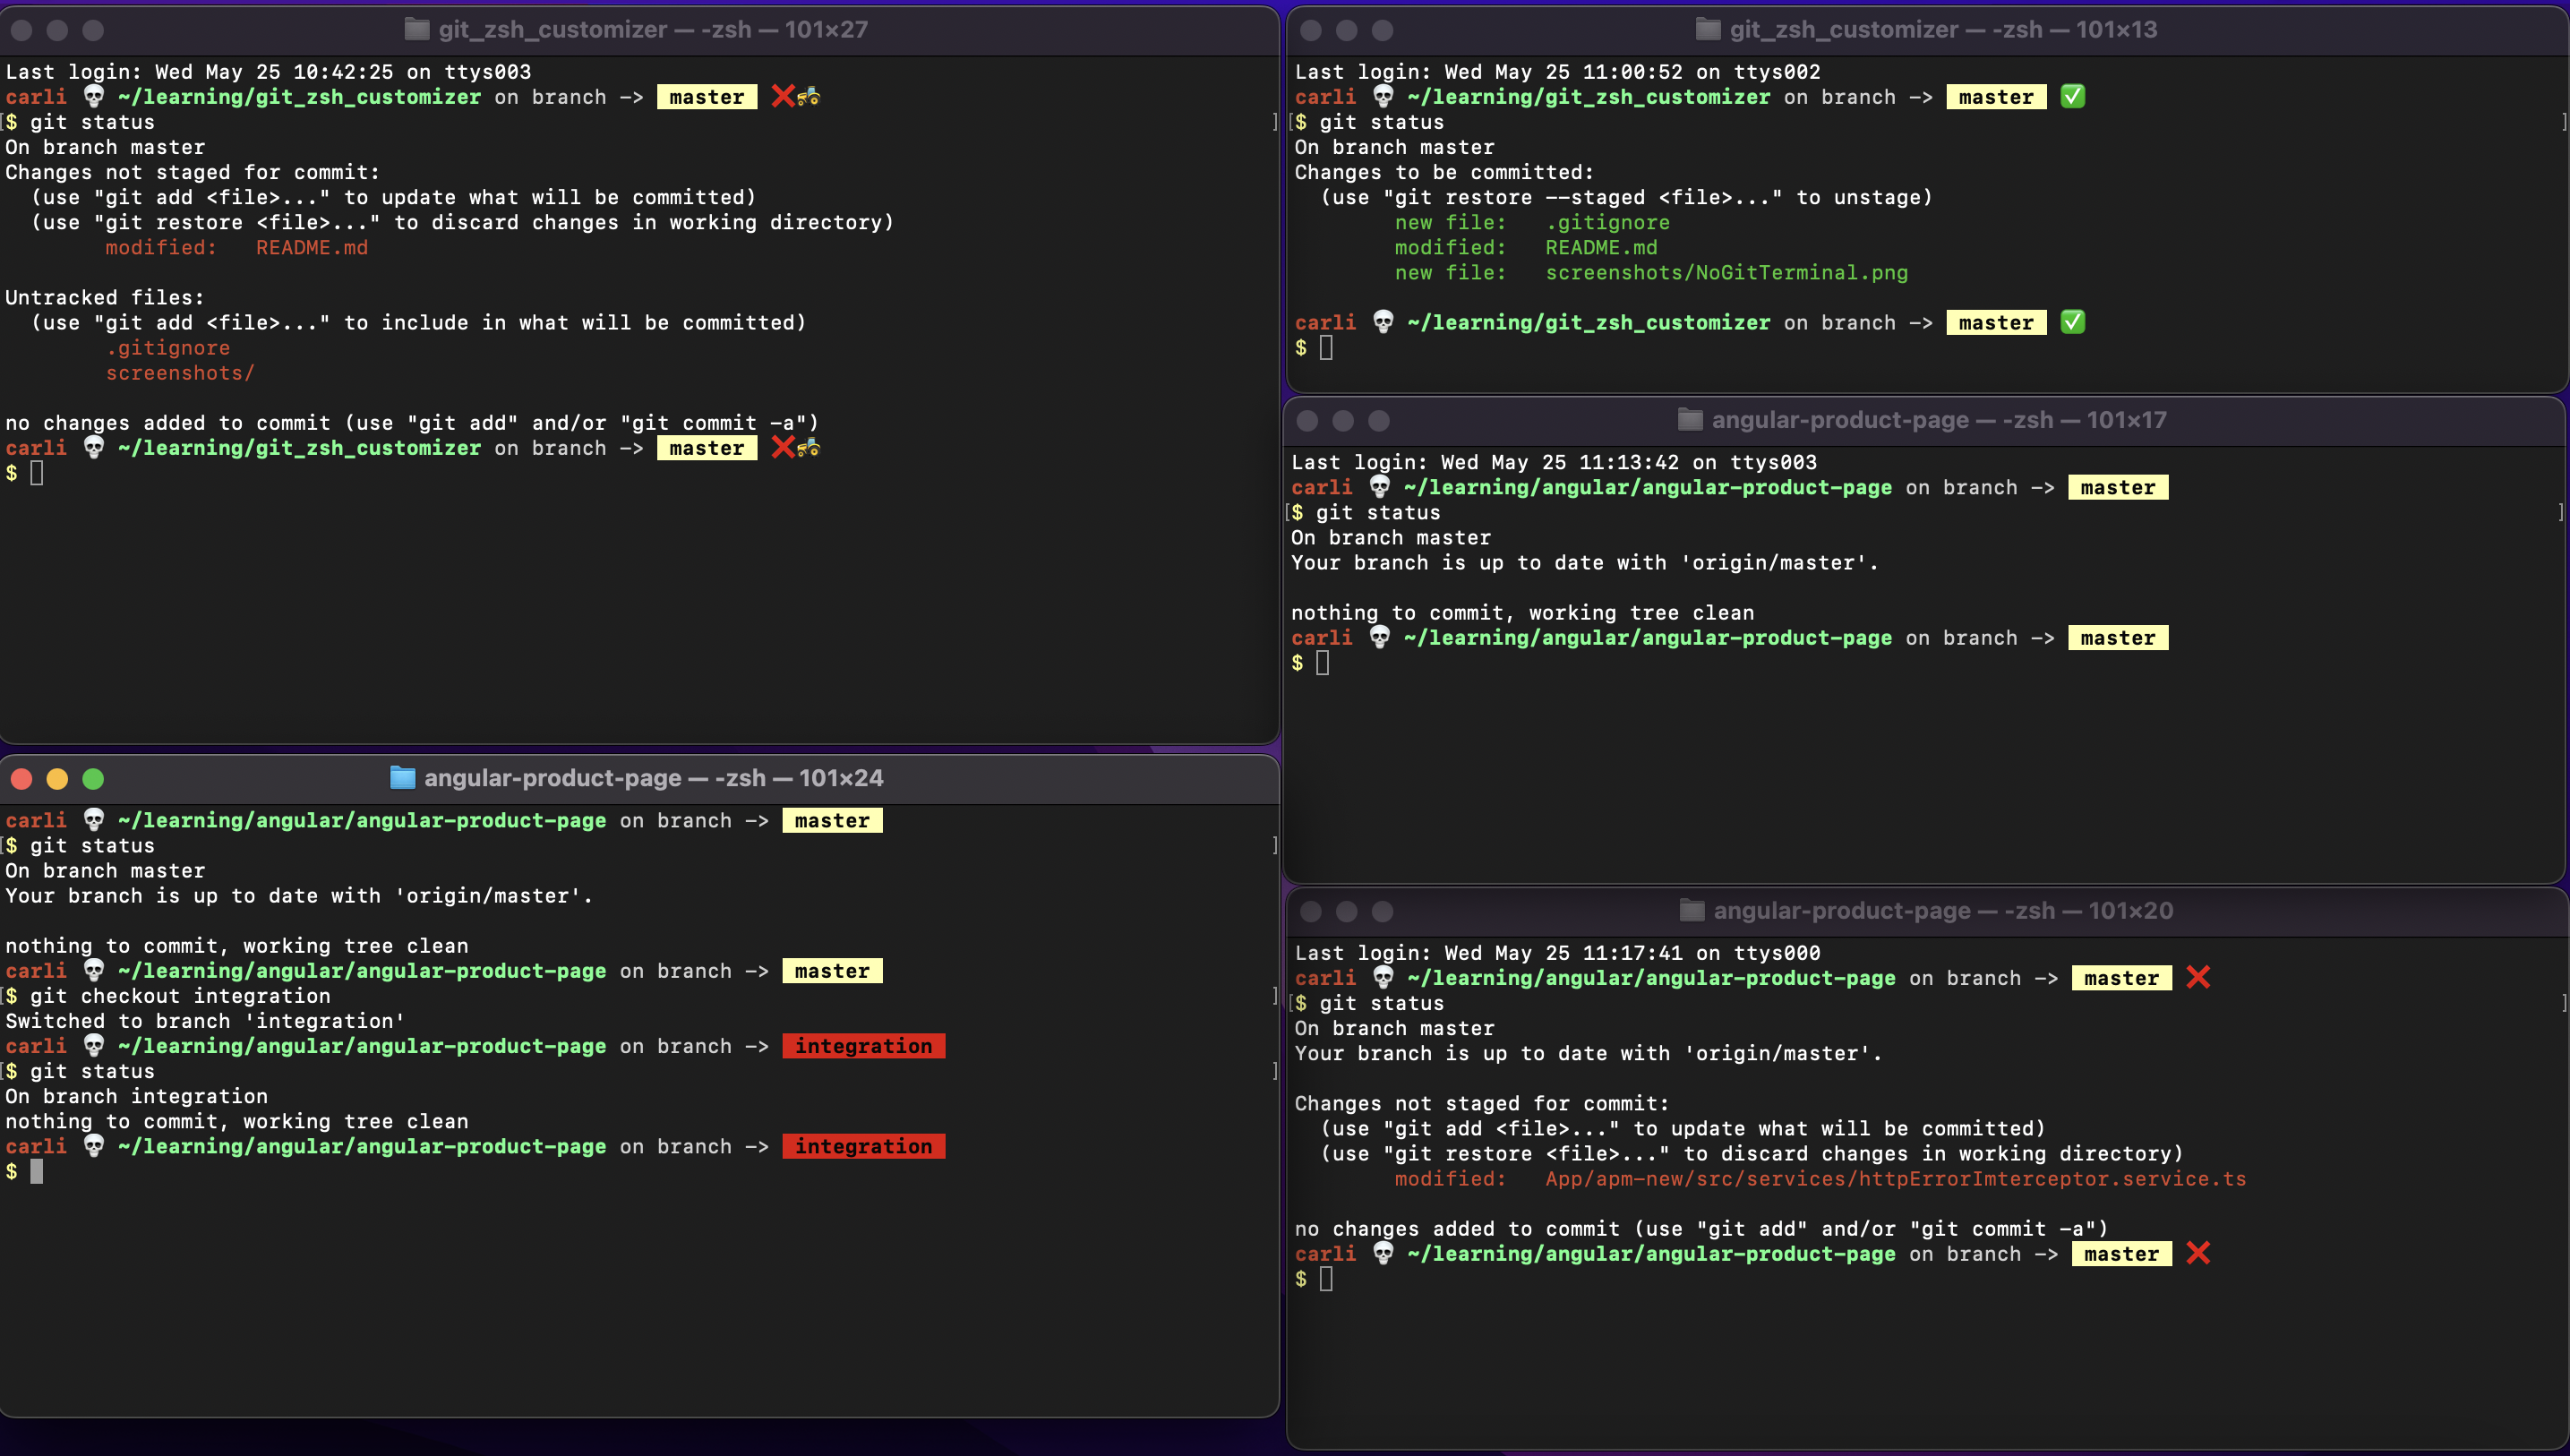 git_zsh_customizer — -zsh — 101×27
Last login: Wed May 25 10:42:25 on ttys003
carli 💀 ~/learning/git_zsh_customizer on branch -> master ❌🚜
[$ git status ]
On branch master
Changes not staged for commit:
(use "git add <file>..." to update what will be committed)
(use "git restore <file>..." to discard changes in working directory)
modified: README.md
Untracked files:
(use "git add <file>..." to include in what will be committed)
.gitignore
screenshots/
no changes added to commit (use "git add" and/or "git commit -a")
carli 💀 ~/learning/git_zsh_customizer on branch -> master ❌🚜
$
git_zsh_customizer — -zsh — 101×13
Last login: Wed May 25 11:00:52 on ttys002
carli 💀 ~/learning/git_zsh_customizer on branch -> master ✅
[$ git status ]
On branch master
Changes to be committed:
(use "git restore --staged <file>..." to unstage)
new file: .gitignore
modified: README.md
new file: screenshots/NoGitTerminal.png
carli 💀 ~/learning/git_zsh_customizer on branch -> master ✅
$
angular-product-page — -zsh — 101×17
Last login: Wed May 25 11:13:42 on ttys003
carli 💀 ~/learning/angular/angular-product-page on branch -> master
[$ git status ]
On branch master
Your branch is up to date with 'origin/master'.
nothing to commit, working tree clean
carli 💀 ~/learning/angular/angular-product-page on branch -> master
$
angular-product-page — -zsh — 101×24
carli 💀 ~/learning/angular/angular-product-page on branch -> master
[$ git status ]
On branch master
Your branch is up to date with 'origin/master'.
nothing to commit, working tree clean
carli 💀 ~/learning/angular/angular-product-page on branch -> master
[$ git checkout integration ]
Switched to branch 'integration'
carli 💀 ~/learning/angular/angular-product-page on branch -> integration
[$ git status ]
On branch integration
nothing to commit, working tree clean
carli 💀 ~/learning/angular/angular-product-page on branch -> integration
$
angular-product-page — -zsh — 101×20
Last login: Wed May 25 11:17:41 on ttys000
carli 💀 ~/learning/angular/angular-product-page on branch -> master ❌
[$ git status ]
On branch master
Your branch is up to date with 'origin/master'.
Changes not staged for commit:
(use "git add <file>..." to update what will be committed)
(use "git restore <file>..." to discard changes in working directory)
modified: App/apm-new/src/services/httpErrorImterceptor.service.ts
no changes added to commit (use "git add" and/or "git commit -a")
carli 💀 ~/learning/angular/angular-product-page on branch -> master ❌
$